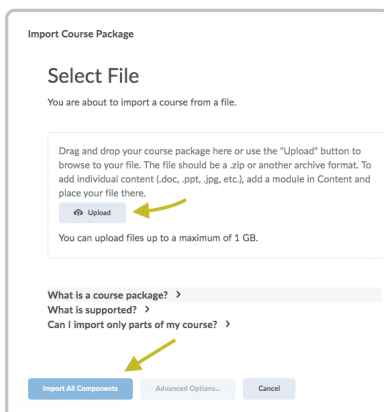 Import Course Package
Select File
You are about to import a course from a file.
Drag and drop your course package here or use the "Upload" button to
browse to your file. The file should be a .zip or another archive format. To
add individual content (.doc, .ppt, .jpg, etc.), add a module in Content and
place your file there.
Upload
You can upload files up to a maximum of 1 GB.
What is a course package? >
What is supported? >
Can I import only parts of my course? >
Import All Components Advanced Options... Cancel